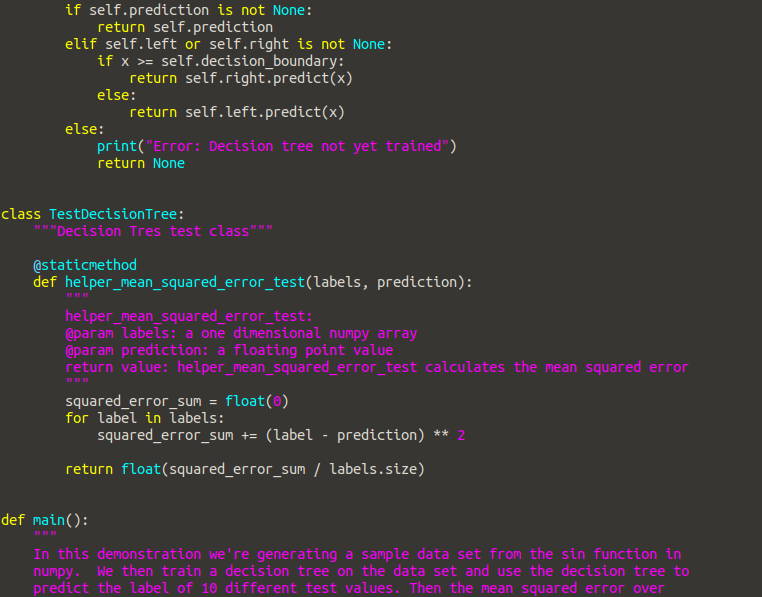 if self.prediction is not None:
            return self.prediction
        elif self.left or self.right is not None:
            if x >= self.decision_boundary:
                return self.right.predict(x)
            else:
                return self.left.predict(x)
        else:
            print("Error: Decision tree not yet trained")
            return None


class TestDecisionTree:
    """Decision Tres test class"""

    @staticmethod
    def helper_mean_squared_error_test(labels, prediction):
        """
        helper_mean_squared_error_test:
        @param labels: a one dimensional numpy array
        @param prediction: a floating point value
        return value: helper_mean_squared_error_test calculates the mean squared error
        """
        squared_error_sum = float(0)
        for label in labels:
            squared_error_sum += (label - prediction) ** 2

        return float(squared_error_sum / labels.size)


def main():
    """
    In this demonstration we're generating a sample data set from the sin function in
    numpy.  We then train a decision tree on the data set and use the decision tree to
    predict the label of 10 different test values. Then the mean squared error over